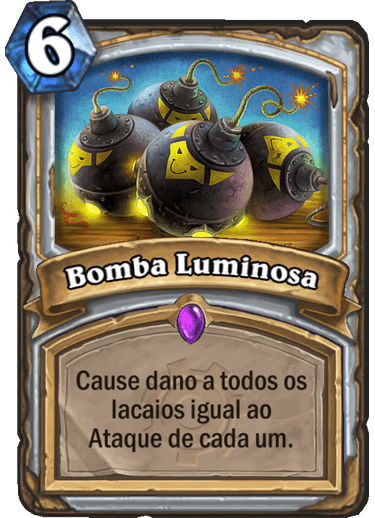 6
Bomba Luminosa
Cause dano a todos os
lacaios igual ao
Ataque de cada um.